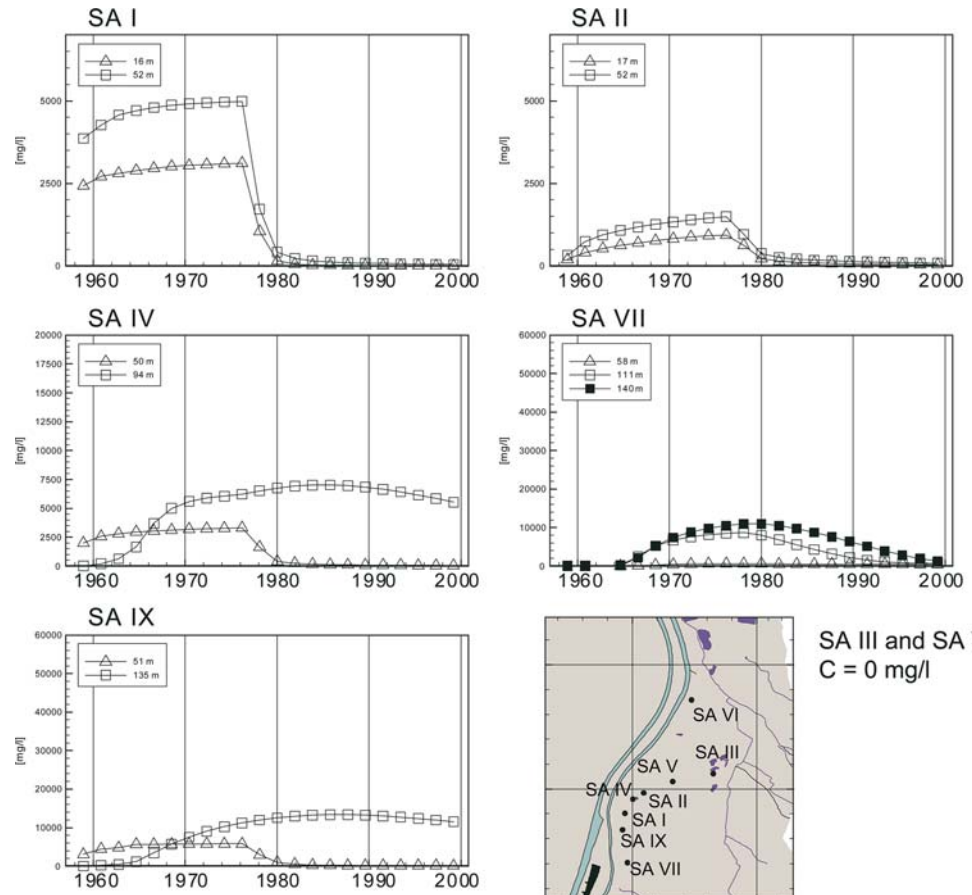 SA I
16 m
52 m
5000
2500
0
[mg/l]
1960 1970 1980 1990 2000
SA II
17 m
52 m
5000
2500
0
[mg/l]
1960 1970 1980 1990 2000
SA IV
50 m
94 m
20000
17500
15000
12500
10000
7500
5000
2500
0
[mg/l]
1960 1970 1980 1990 2000
SA VII
58 m
111 m
140 m
60000
50000
40000
30000
20000
10000
0
[mg/l]
1960 1970 1980 1990 2000
SA IX
51 m
135 m
60000
50000
40000
30000
20000
10000
0
[mg/l]
1960 1970 1980 1990 2000
SA VI
SA III
SA V
SA IV
SA II
SA I
SA IX
SA VII
SA III and SA
C = 0 mg/l